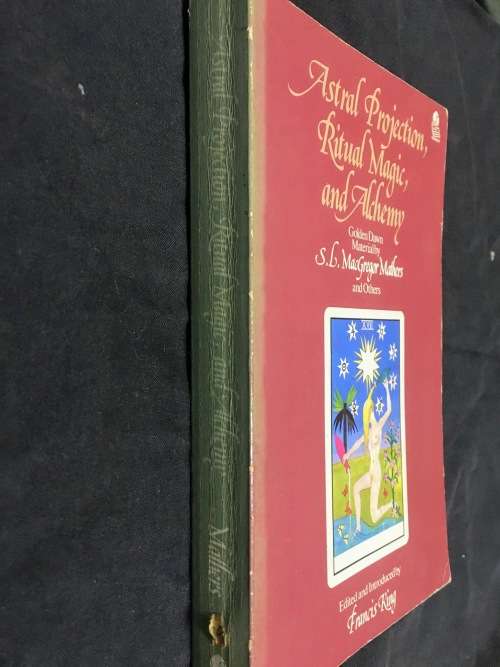 Astral Projection,
Ritual Magic,
and Alchemy
Golden Dawn
Material by
S.L. MacGregor Mathers
and Others
XVII
Edited and Introduced by
Francis King
Astral Projection, Ritual Magic, and Alchemy — Mathers